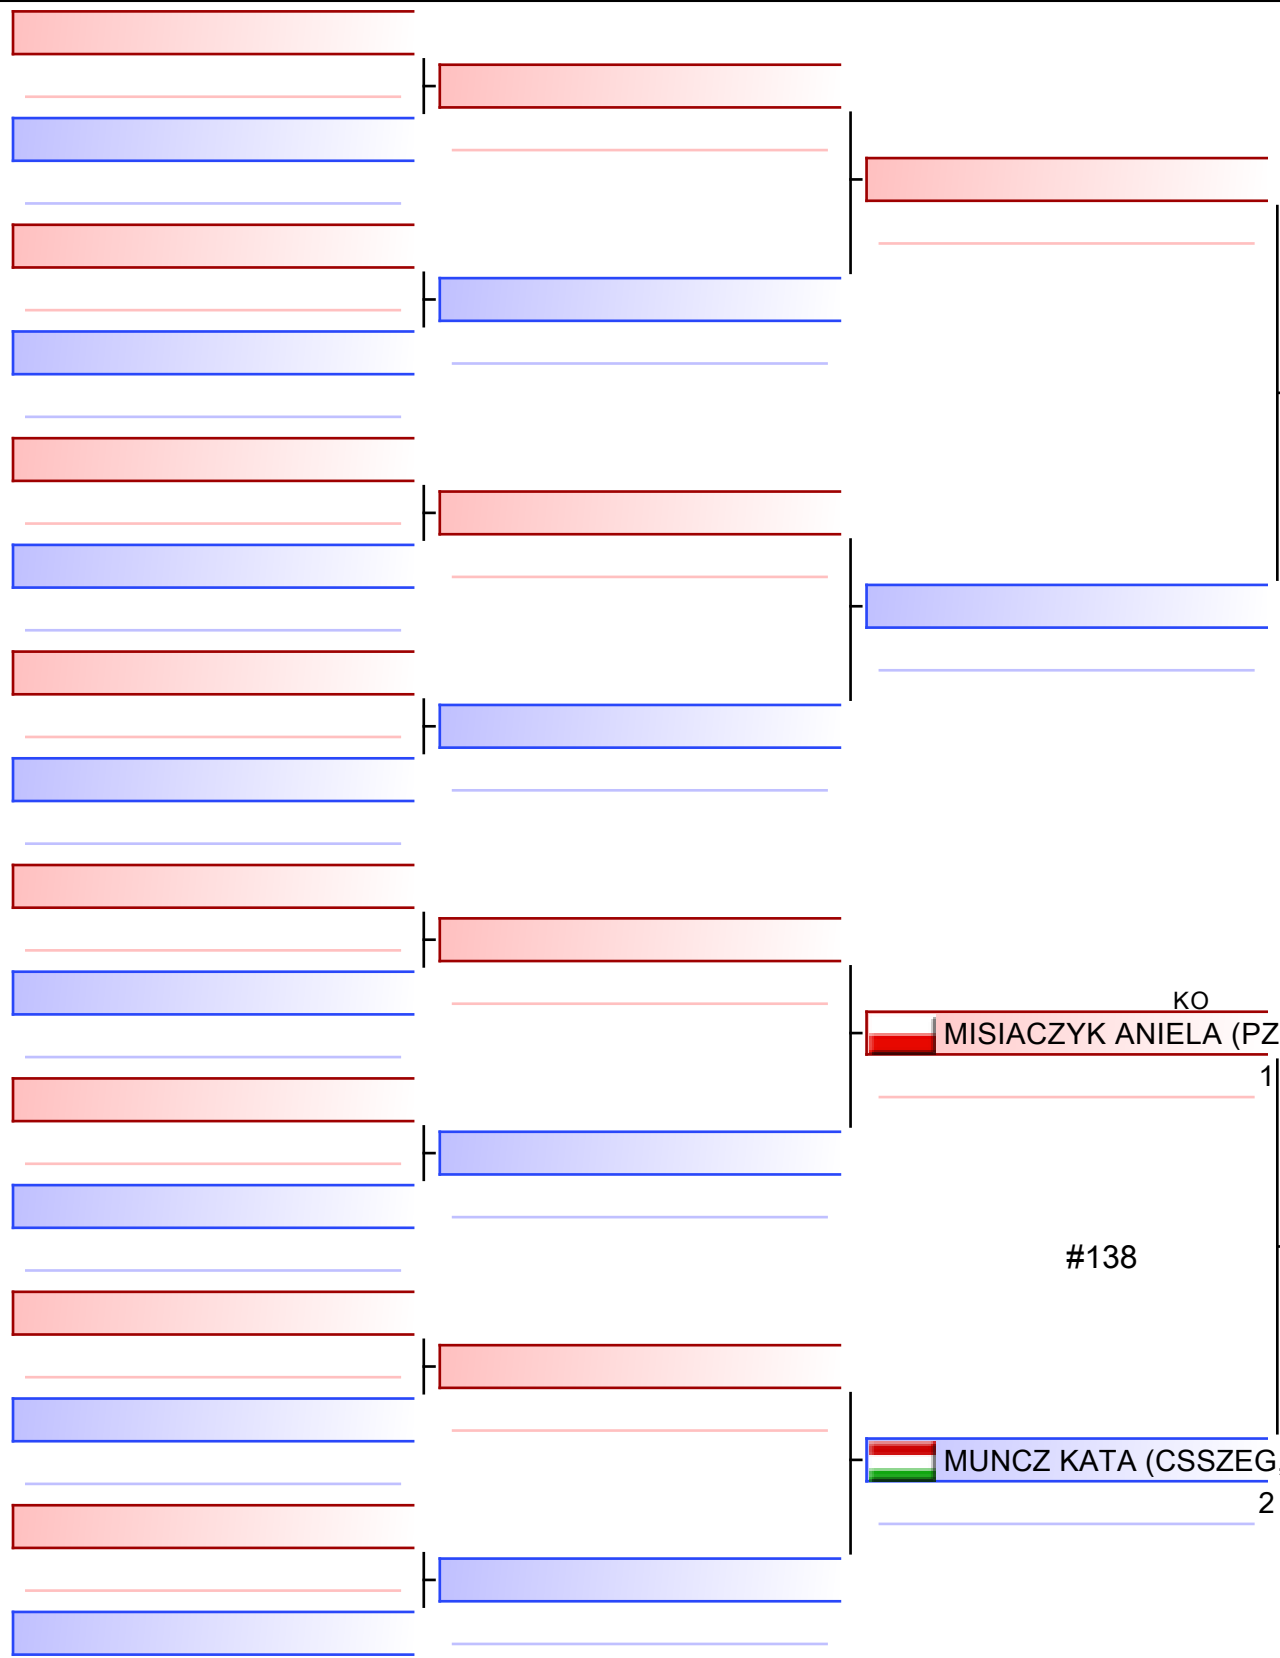 KO
MISIACZYK ANIELA (PZ
1
#138
MUNCZ KATA (CSSZEG,
2